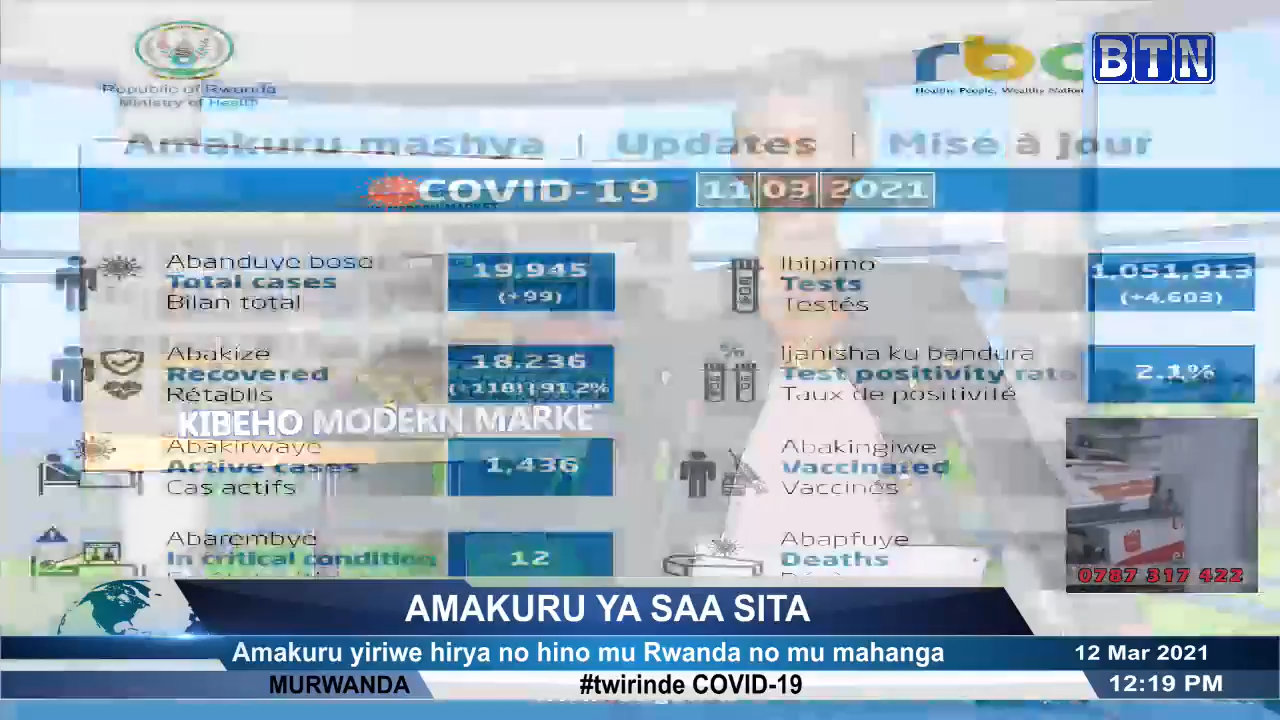 Republic of Rwanda
Ministry of Health
rbc
Healthy People, Wealthy Nation
BTN
Amakuru mashya | Updates | Mise à jour
COVID-19 11 03 2021
Abanduye bose
Total cases
Bilan total
19,945
(+99)
Ibipimo
Tests
Testés
1,051,913
(+4,603)
Abakize
Recovered
Rétablis
18,236
(+118) | 91.2%
Ijanisha ku bandura
Test positivity rate
Taux de positivité
2.1%
KIBEHO MODERN MARKE
Abakirwaye
Active cases
Cas actifs
1,436
Abakingiwe
Vaccinated
Vaccinés
Abarembye
In critical condition
12
Abapfuye
Deaths
0787 317 422
AMAKURU YA SAA SITA
Amakuru yiriwe hirya no hino mu Rwanda no mu mahanga
12 Mar 2021
MURWANDA
#twirinde COVID-19
12:19 PM